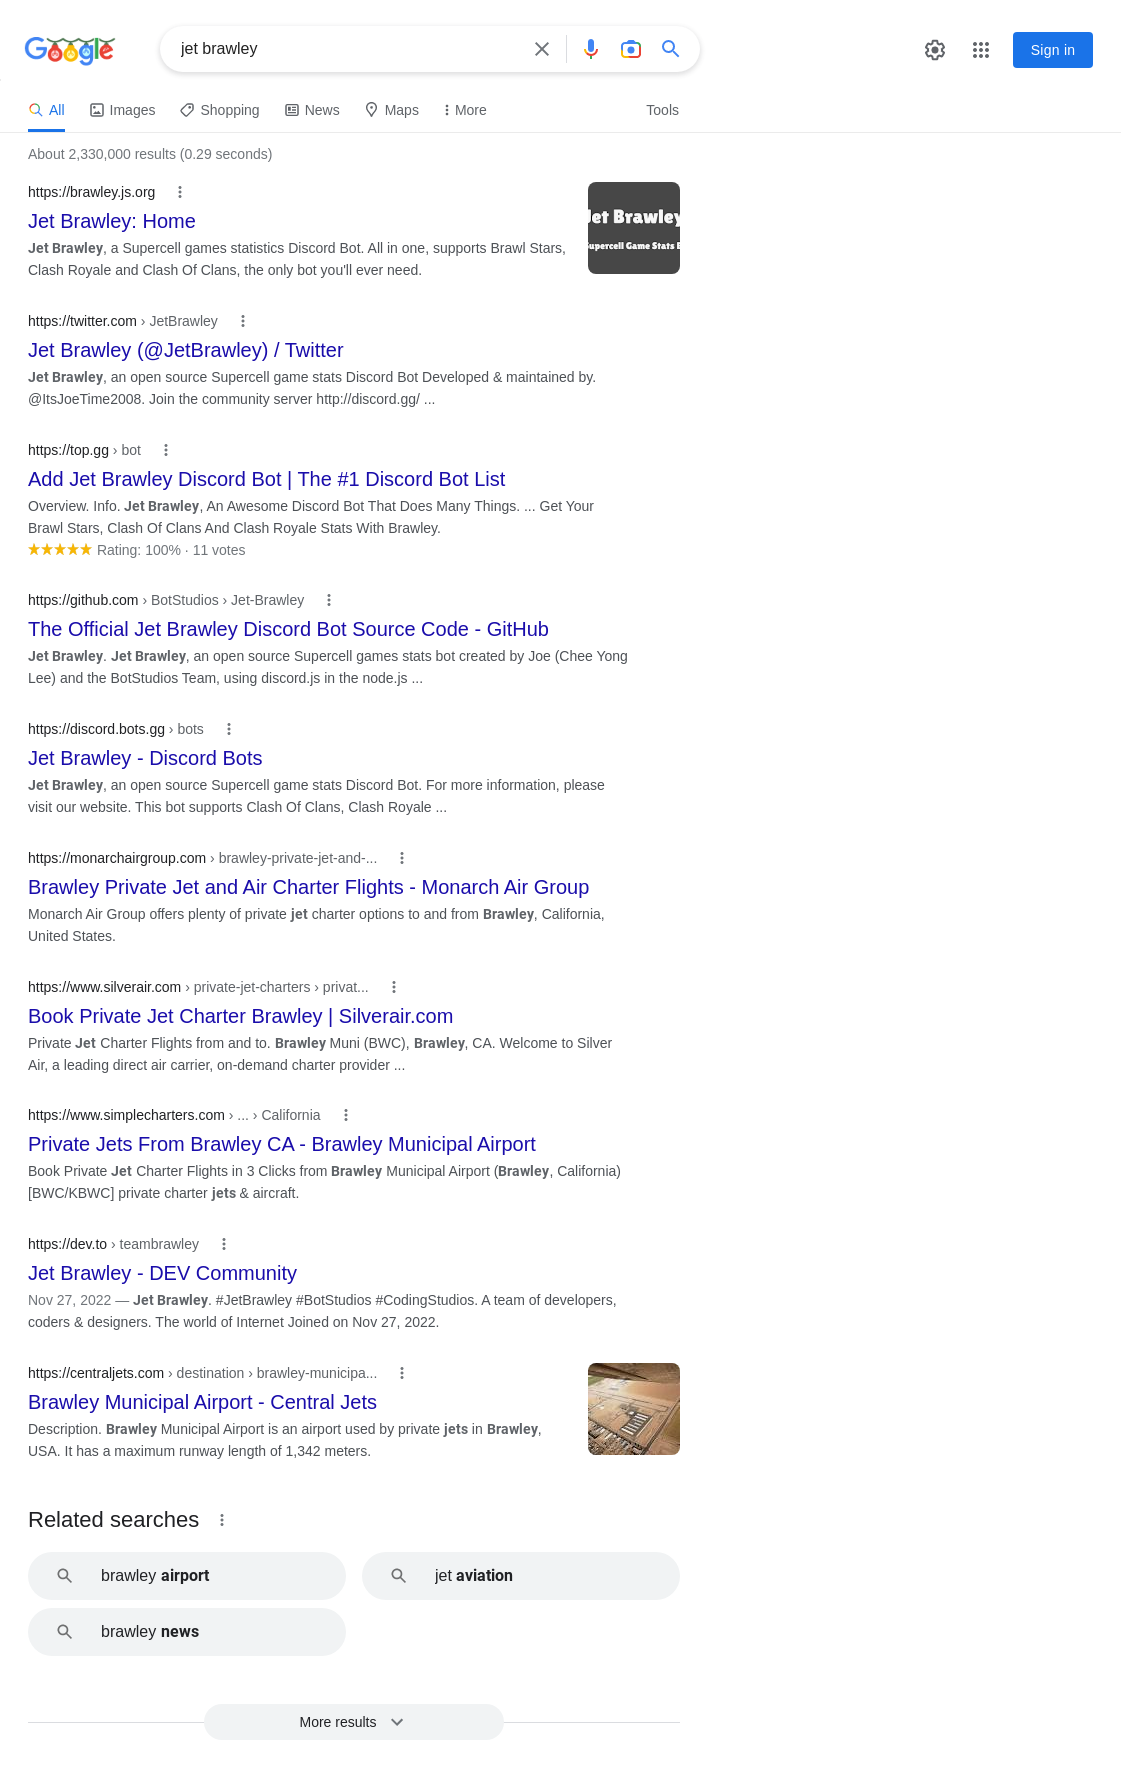 Google
jet brawley
Sign in
All
Images
Shopping
News
Maps
More
Tools
About 2,330,000 results (0.29 seconds)
https://brawley.js.org
Jet Brawley: Home
Jet Brawley, a Supercell games statistics Discord Bot. All in one, supports Brawl Stars,
Clash Royale and Clash Of Clans, the only bot you'll ever need.
Jet Brawley
Supercell Game Stats
https://twitter.com › JetBrawley
Jet Brawley (@JetBrawley) / Twitter
Jet Brawley, an open source Supercell game stats Discord Bot Developed & maintained by.
@ItsJoeTime2008. Join the community server http://discord.gg/ ...
https://top.gg › bot
Add Jet Brawley Discord Bot | The #1 Discord Bot List
Overview. Info. Jet Brawley, An Awesome Discord Bot That Does Many Things. ... Get Your
Brawl Stars, Clash Of Clans And Clash Royale Stats With Brawley.
Rating: 100% · 11 votes
https://github.com › BotStudios › Jet-Brawley
The Official Jet Brawley Discord Bot Source Code - GitHub
Jet Brawley. Jet Brawley, an open source Supercell games stats bot created by Joe (Chee Yong
Lee) and the BotStudios Team, using discord.js in the node.js ...
https://discord.bots.gg › bots
Jet Brawley - Discord Bots
Jet Brawley, an open source Supercell game stats Discord Bot. For more information, please
visit our website. This bot supports Clash Of Clans, Clash Royale ...
https://monarchairgroup.com › brawley-private-jet-and-...
Brawley Private Jet and Air Charter Flights - Monarch Air Group
Monarch Air Group offers plenty of private jet charter options to and from Brawley, California,
United States.
https://www.silverair.com › private-jet-charters › privat...
Book Private Jet Charter Brawley | Silverair.com
Private Jet Charter Flights from and to. Brawley Muni (BWC), Brawley, CA. Welcome to Silver
Air, a leading direct air carrier, on-demand charter provider ...
https://www.simplecharters.com › ... › California
Private Jets From Brawley CA - Brawley Municipal Airport
Book Private Jet Charter Flights in 3 Clicks from Brawley Municipal Airport (Brawley, California)
[BWC/KBWC] private charter jets & aircraft.
https://dev.to › teambrawley
Jet Brawley - DEV Community
Nov 27, 2022 — Jet Brawley. #JetBrawley #BotStudios #CodingStudios. A team of developers,
coders & designers. The world of Internet Joined on Nov 27, 2022.
https://centraljets.com › destination › brawley-municipa...
Brawley Municipal Airport - Central Jets
Description. Brawley Municipal Airport is an airport used by private jets in Brawley,
USA. It has a maximum runway length of 1,342 meters.
Related searches
brawley airport
jet aviation
brawley news
More results